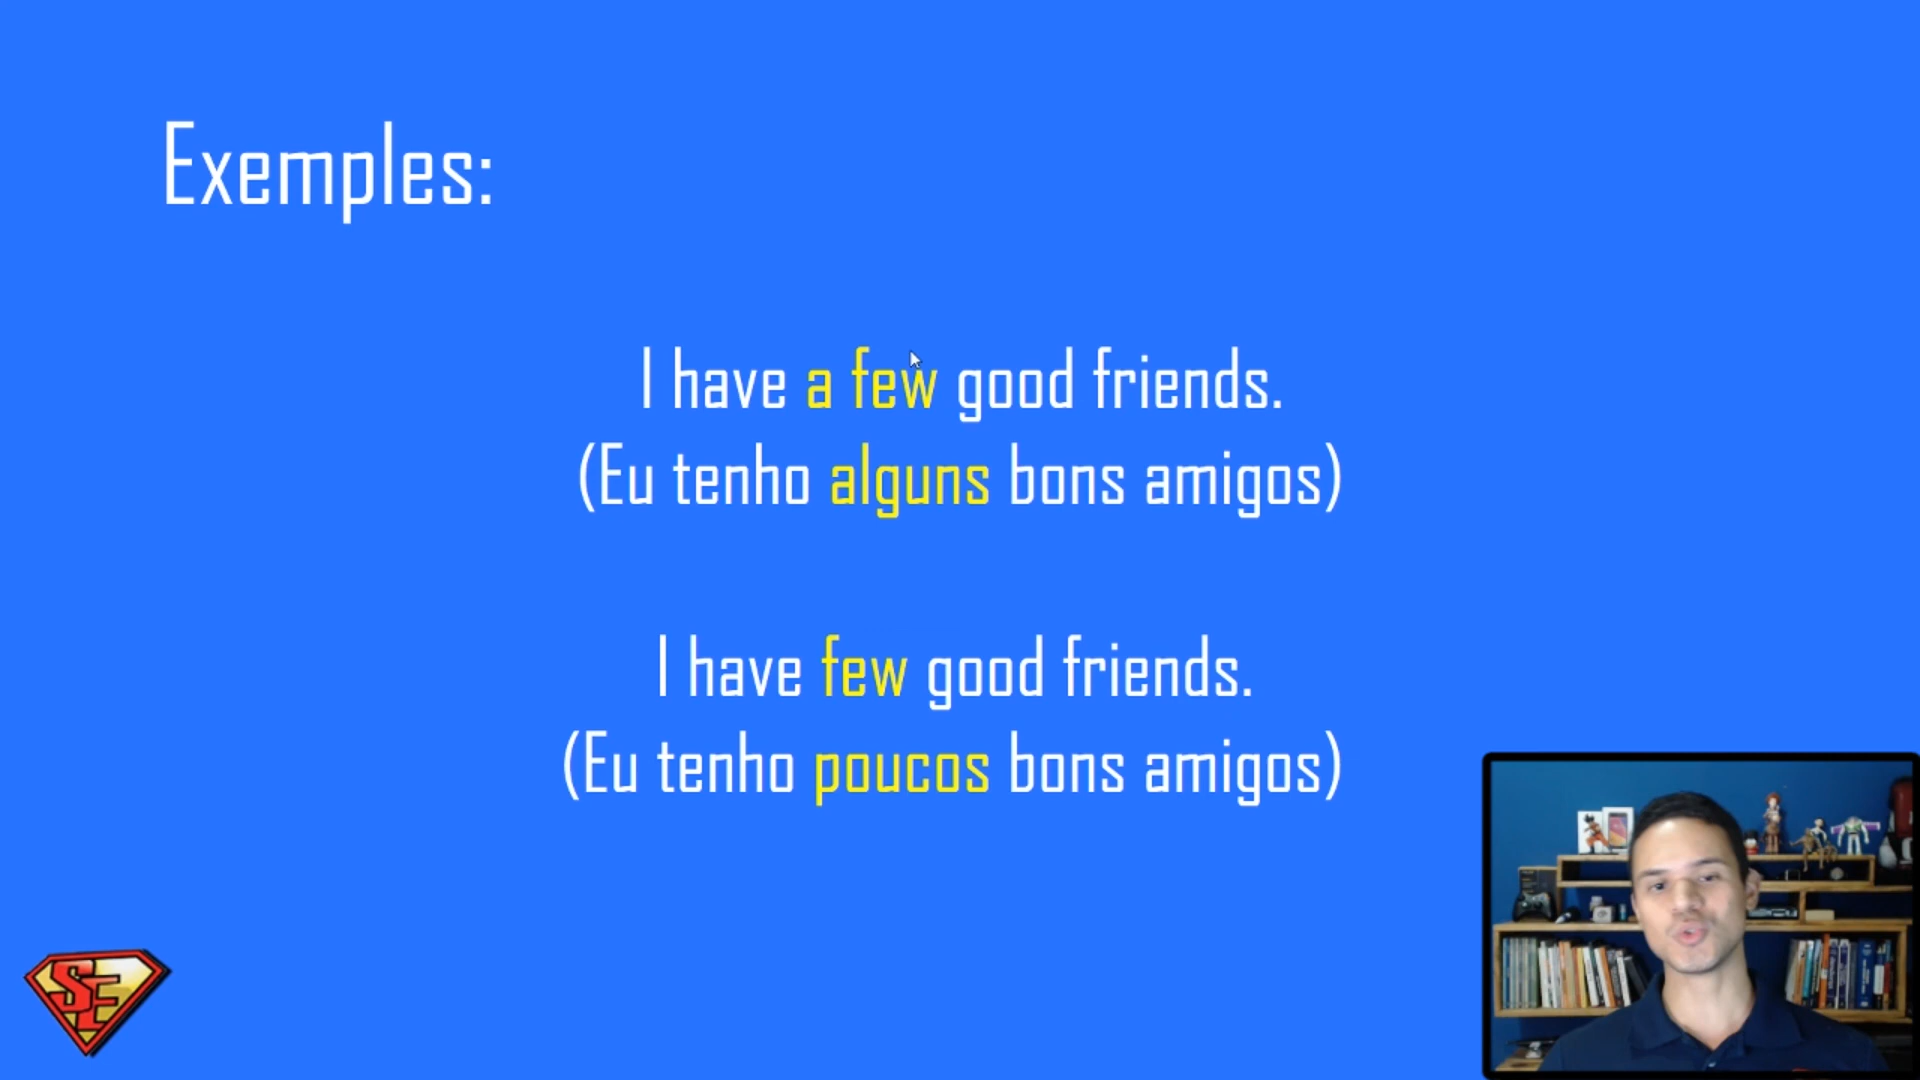 Exemples:
I have a few good friends.
(Eu tenho alguns bons amigos)
I have few good friends.
(Eu tenho poucos bons amigos)
SE